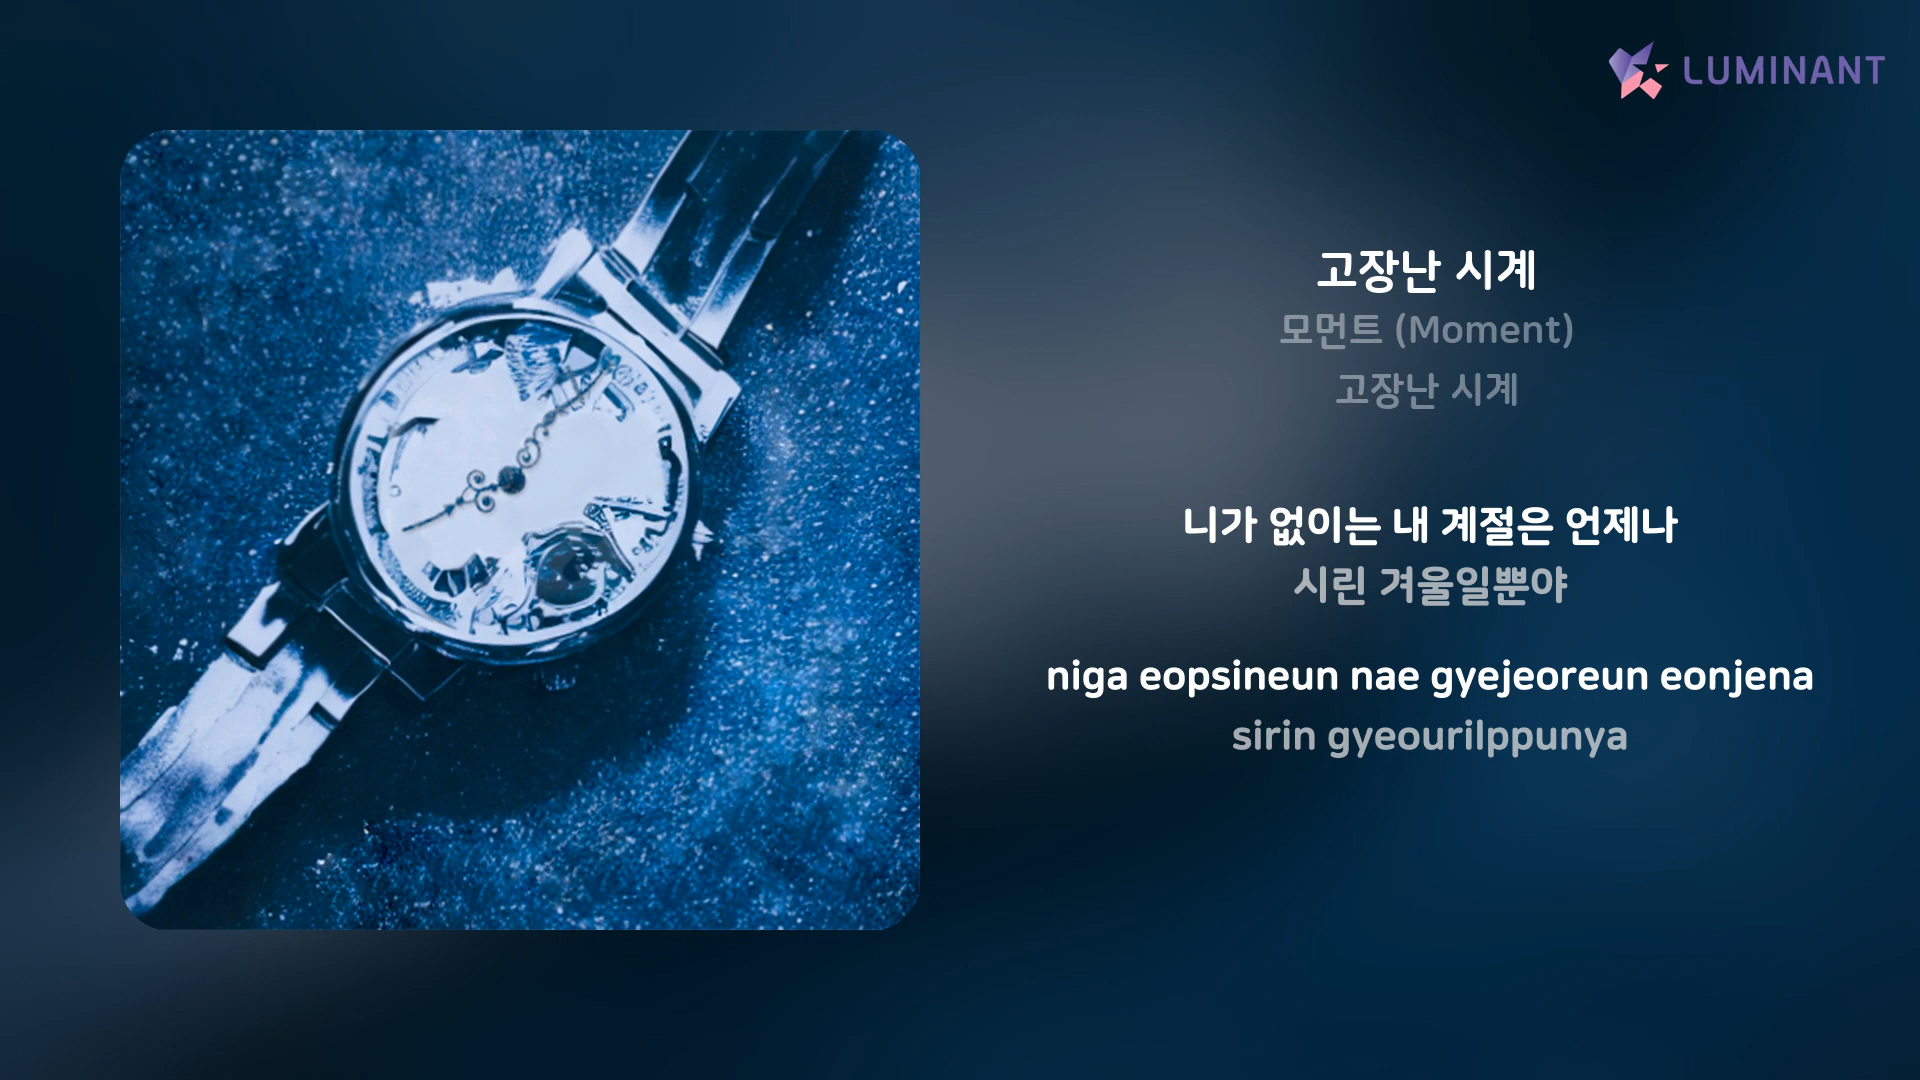 LUMINANT
고장난 시계
모먼트 (Moment)
고장난 시계
니가 없이는 내 계절은 언제나
시린 겨울일뿐야
niga eopsineun nae gyejeoreun eonjena
sirin gyeourilppunya